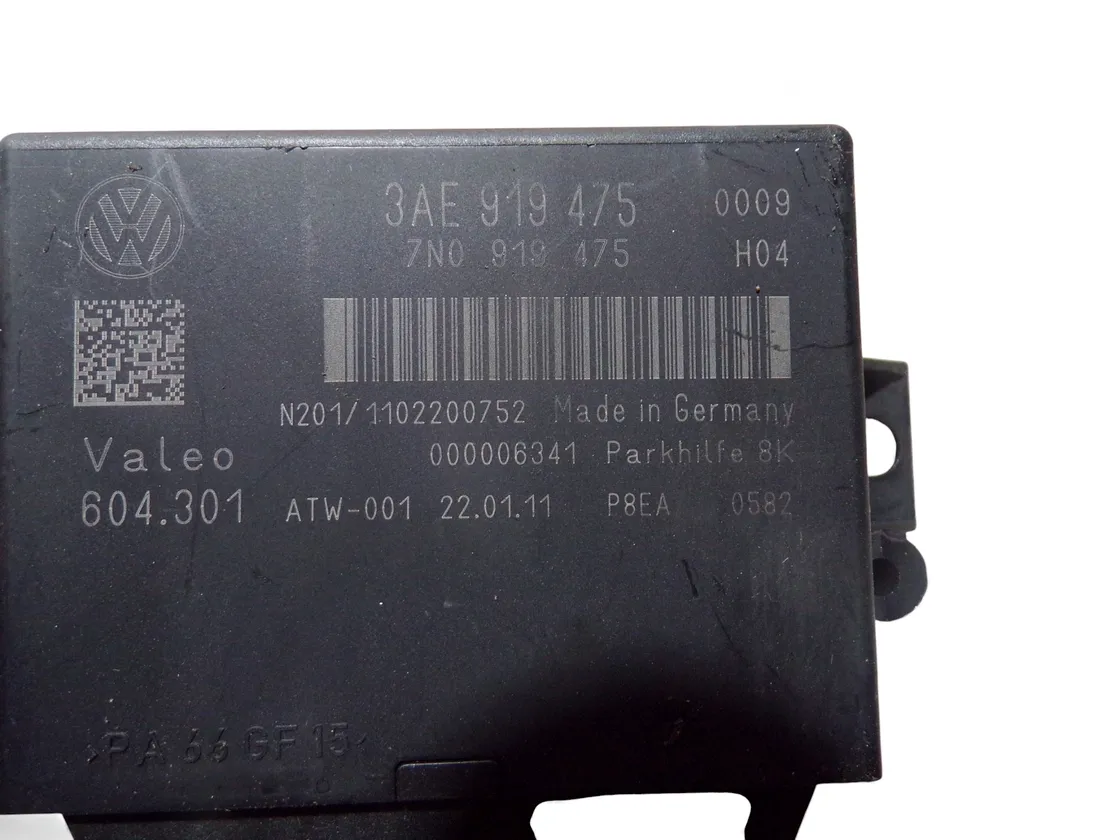 VW
3AE 919 475 0009
7N0 919 475 H04
N201/1102200752 Made in Germany
Valeo 000006341 Parkhilfe 8K
604.301 ATW-001 22.01.11 P8EA 0582
>PA 66 GF 15<